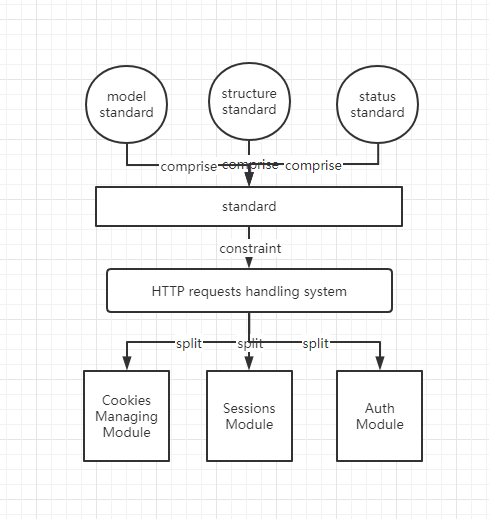 model
standard
structure
standard
status
standard
comprise
comprise
comprise
standard
constraint
HTTP requests handling system
split
split
split
Cookies
Managing
Module
Sessions
Module
Auth
Module